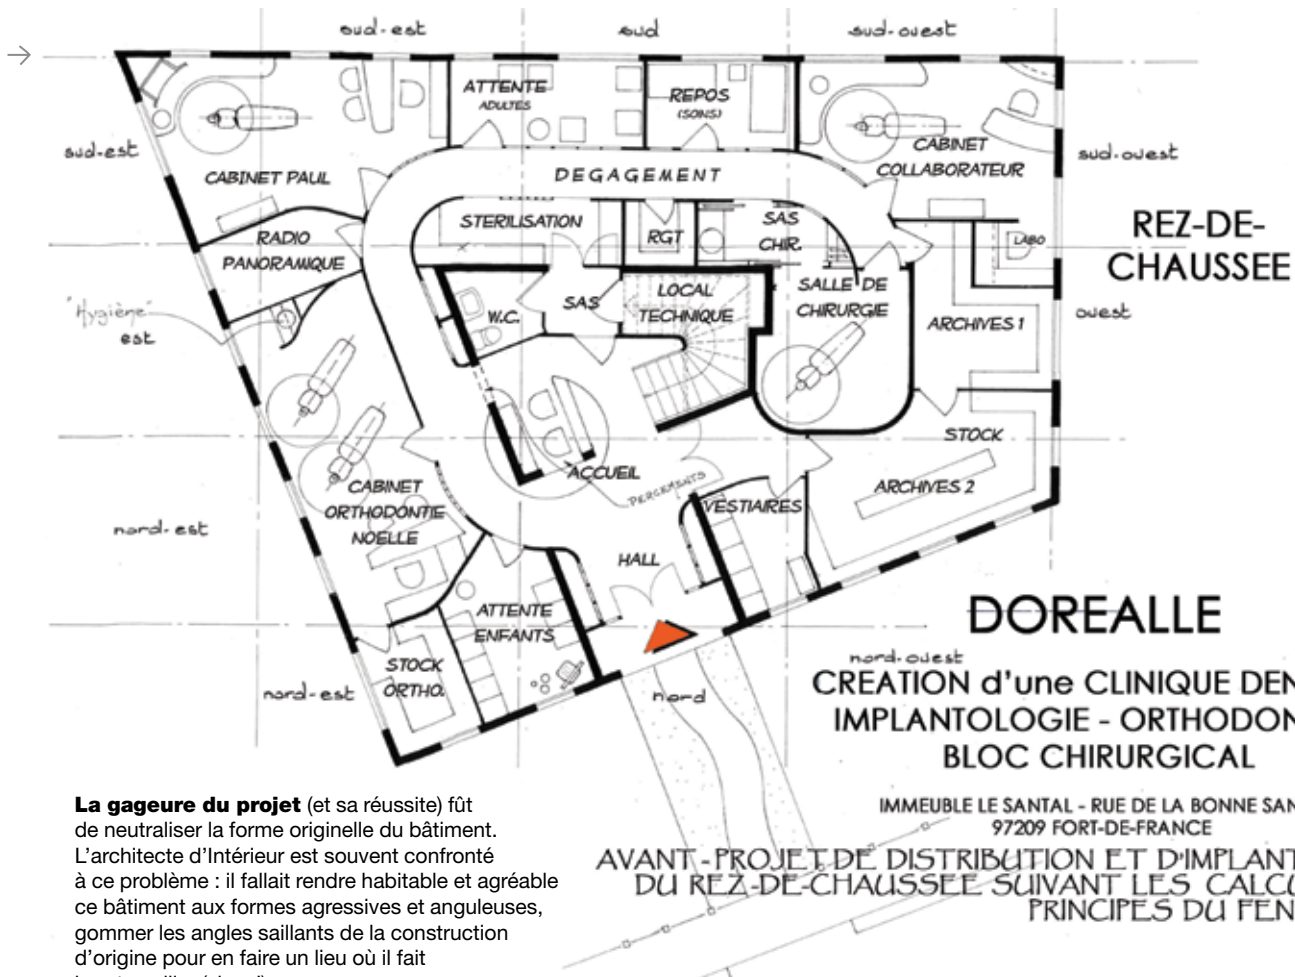 sud-est
sud
sud-ouest
ATTENTE
ADULTES
REPOS
(SOINS)
CABINET
COLLABORATEUR
sud-est
CABINET PAUL
DEGAGEMENT
sud-ouest
STERILISATION
RGT
SAS
CHIR.
LABO
REZ-DE-
CHAUSSEE
RADIO
PANORAMIQUE
"Hygiène"
est
W.C.
SAS
LOCAL
TECHNIQUE
SALLE DE
CHIRURGIE
ARCHIVES 1
ouest
STOCK
ACCUEIL
PERCEMENTS
ARCHIVES 2
CABINET
ORTHODONTIE
NOELLE
VESTIAIRES
nord-est
HALL
ATTENTE
ENFANTS
STOCK
ORTHO.
nord-est
nord
nord-ouest
DOREALLE
CREATION d'une CLINIQUE DEN
IMPLANTOLOGIE - ORTHODON
BLOC CHIRURGICAL
IMMEUBLE LE SANTAL - RUE DE LA BONNE SAN
97209 FORT-DE-FRANCE
AVANT-PROJET DE DISTRIBUTION ET D'IMPLANT
DU REZ-DE-CHAUSSEE SUIVANT LES CALCU
PRINCIPES DU FEN
La gageure du projet (et sa réussite) fût
de neutraliser la forme originelle du bâtiment.
L'architecte d'Intérieur est souvent confronté
à ce problème : il fallait rendre habitable et agréable
ce bâtiment aux formes agressives et anguleuses,
gommer les angles saillants de la construction
d'origine pour en faire un lieu où il fait